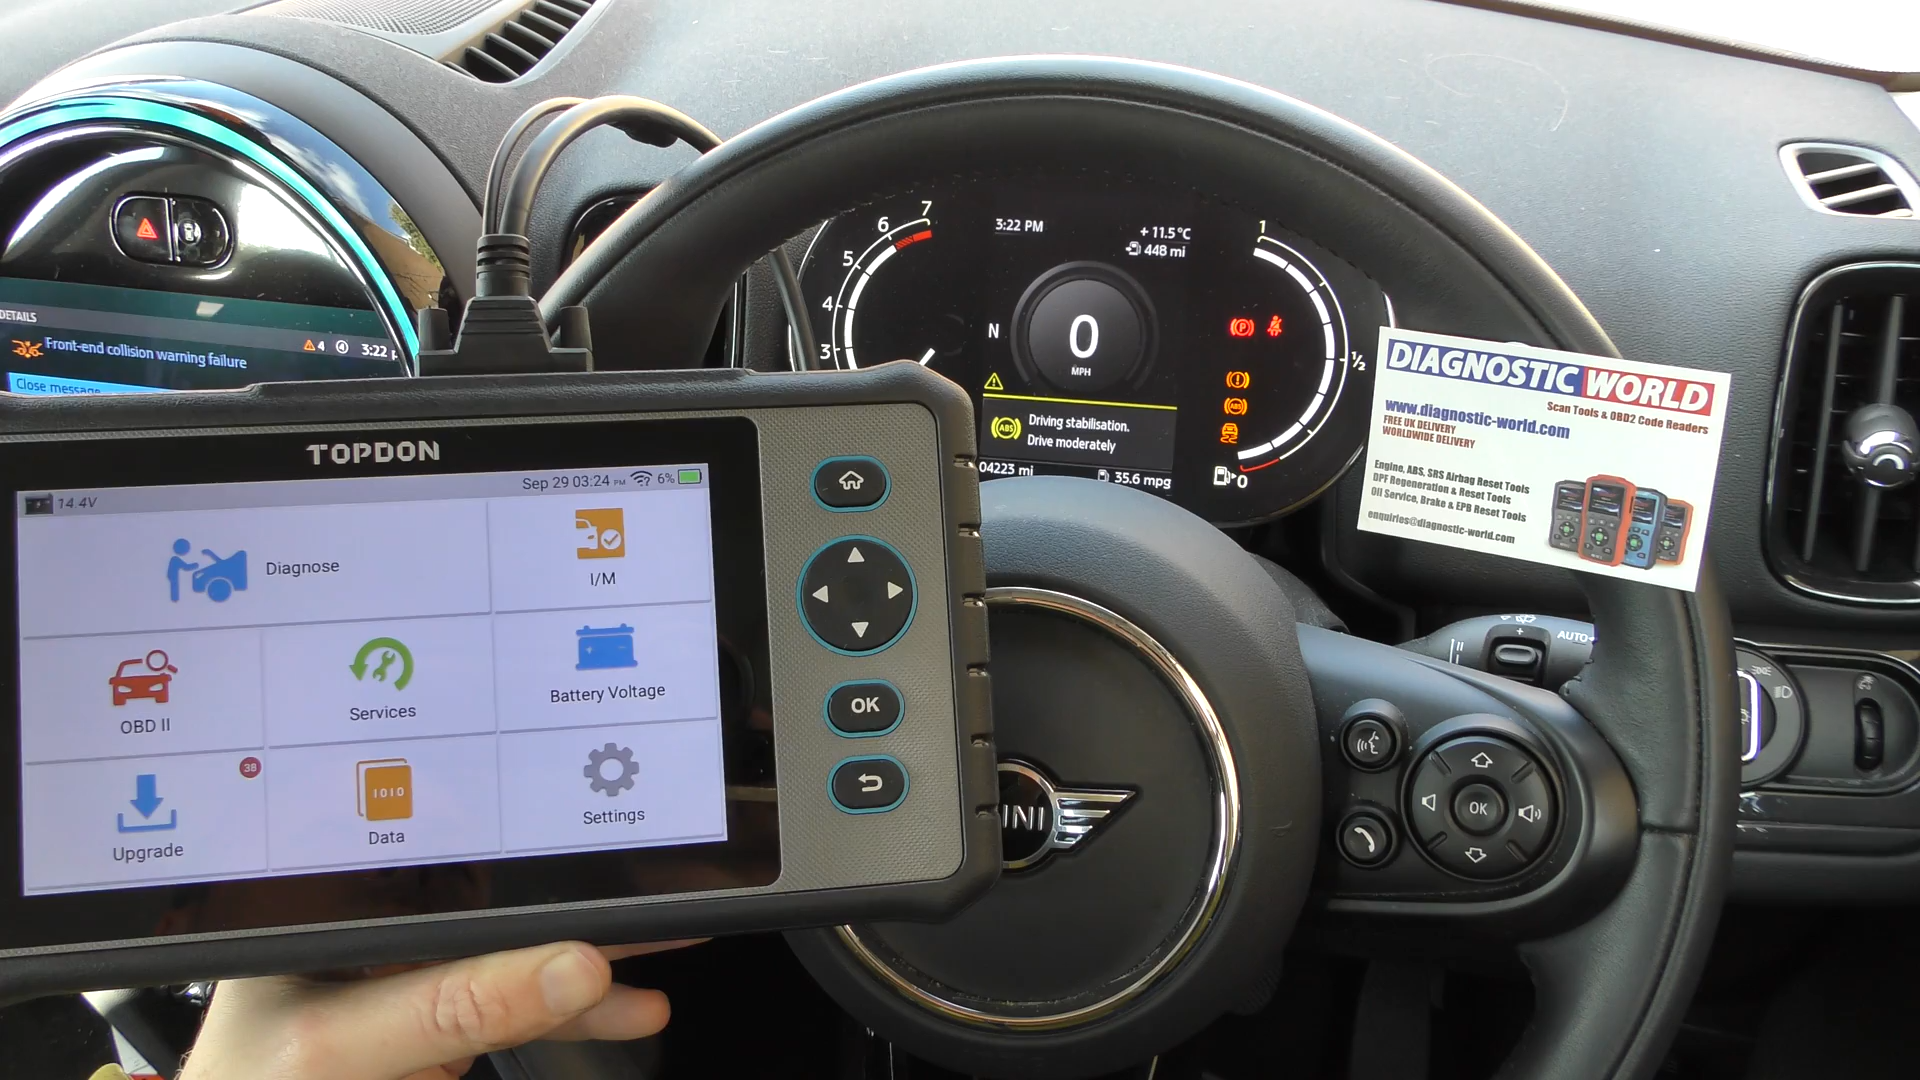 DETAILS
Front-end collision warning failure
4
3:22
Close message
TOPDON
14.4V
Sep 29 03:24 PM
6%
Diagnose
I/M
OBD II
Services
Battery Voltage
38
Upgrade
1010
Data
Settings
OK
7
6
5
4
3
3:22 PM
+ 11.5°C
448 mi
N
0
MPH
ABS
Driving stabilisation.
Drive moderately
04223 mi
35.6 mpg
P
ABS
1
1/2
0
DIAGNOSTIC WORLD
Scan Tools & OBD2 Code Readers
www.diagnostic-world.com
FREE UK DELIVERY
WORLDWIDE DELIVERY
Engine, ABS, SRS Airbag Reset Tools
DPF Regeneration & Reset Tools
Oil Service, Brake & EPB Reset Tools
enquiries@diagnostic-world.com
AUTO
INI
OK